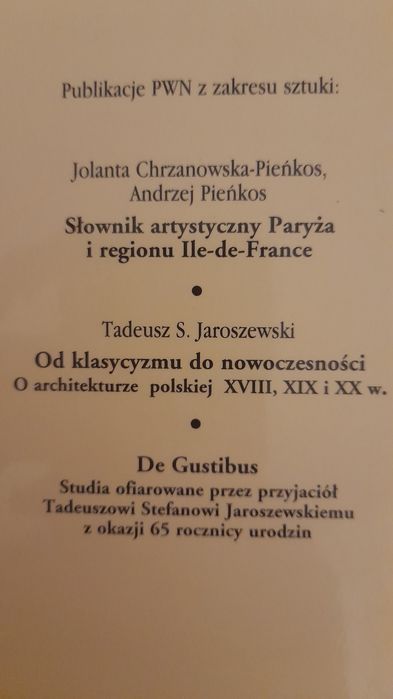 Publikacje PWN z zakresu sztuki:
Jolanta Chrzanowska-Pieńkos,
Andrzej Pieńkos
Słownik artystyczny Paryża
i regionu Ile-de-France
•
Tadeusz S. Jaroszewski
Od klasycyzmu do nowoczesności
O architekturze polskiej XVIII, XIX i XX w.
•
De Gustibus
Studia ofiarowane przez przyjaciół
Tadeuszowi Stefanowi Jaroszewskiemu
z okazji 65 rocznicy urodzin